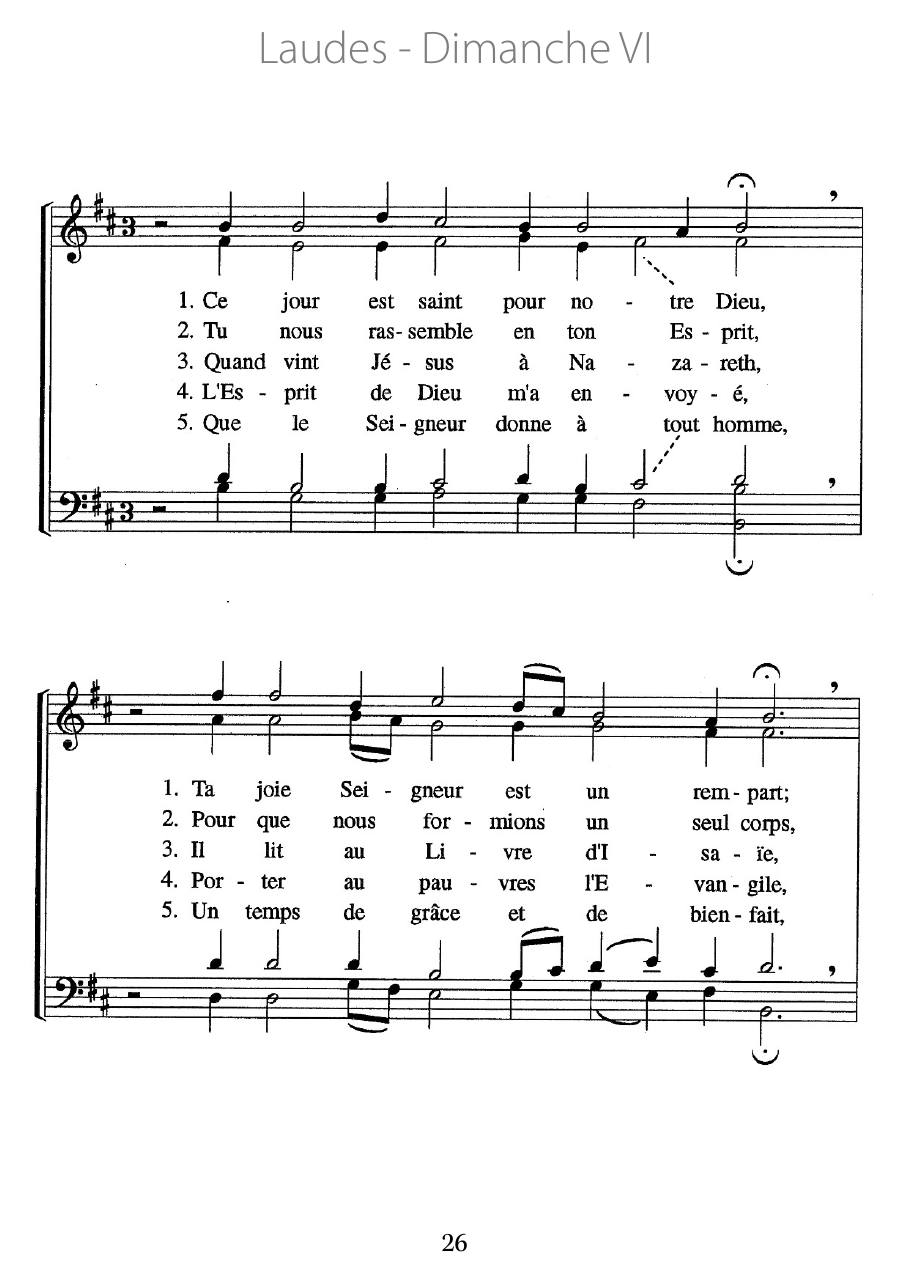 Laudes - Dimanche VI
3
1. Ce jour est saint pour no - tre Dieu,
2. Tu nous ras- semble en ton Es - prit,
3. Quand vint Jé - sus à Na - za - reth,
4. L'Es - prit de Dieu m'a en - voy - é,
5. Que le Sei - gneur donne à tout homme,
3
1. Ta joie Sei - gneur est un rem - part;
2. Pour que nous for - mions un seul corps,
3. Il lit au Li - vre d'I - sa - ïe,
4. Por - ter au pau - vres l'E - van - gile,
5. Un temps de grâce et de bien - fait,
26